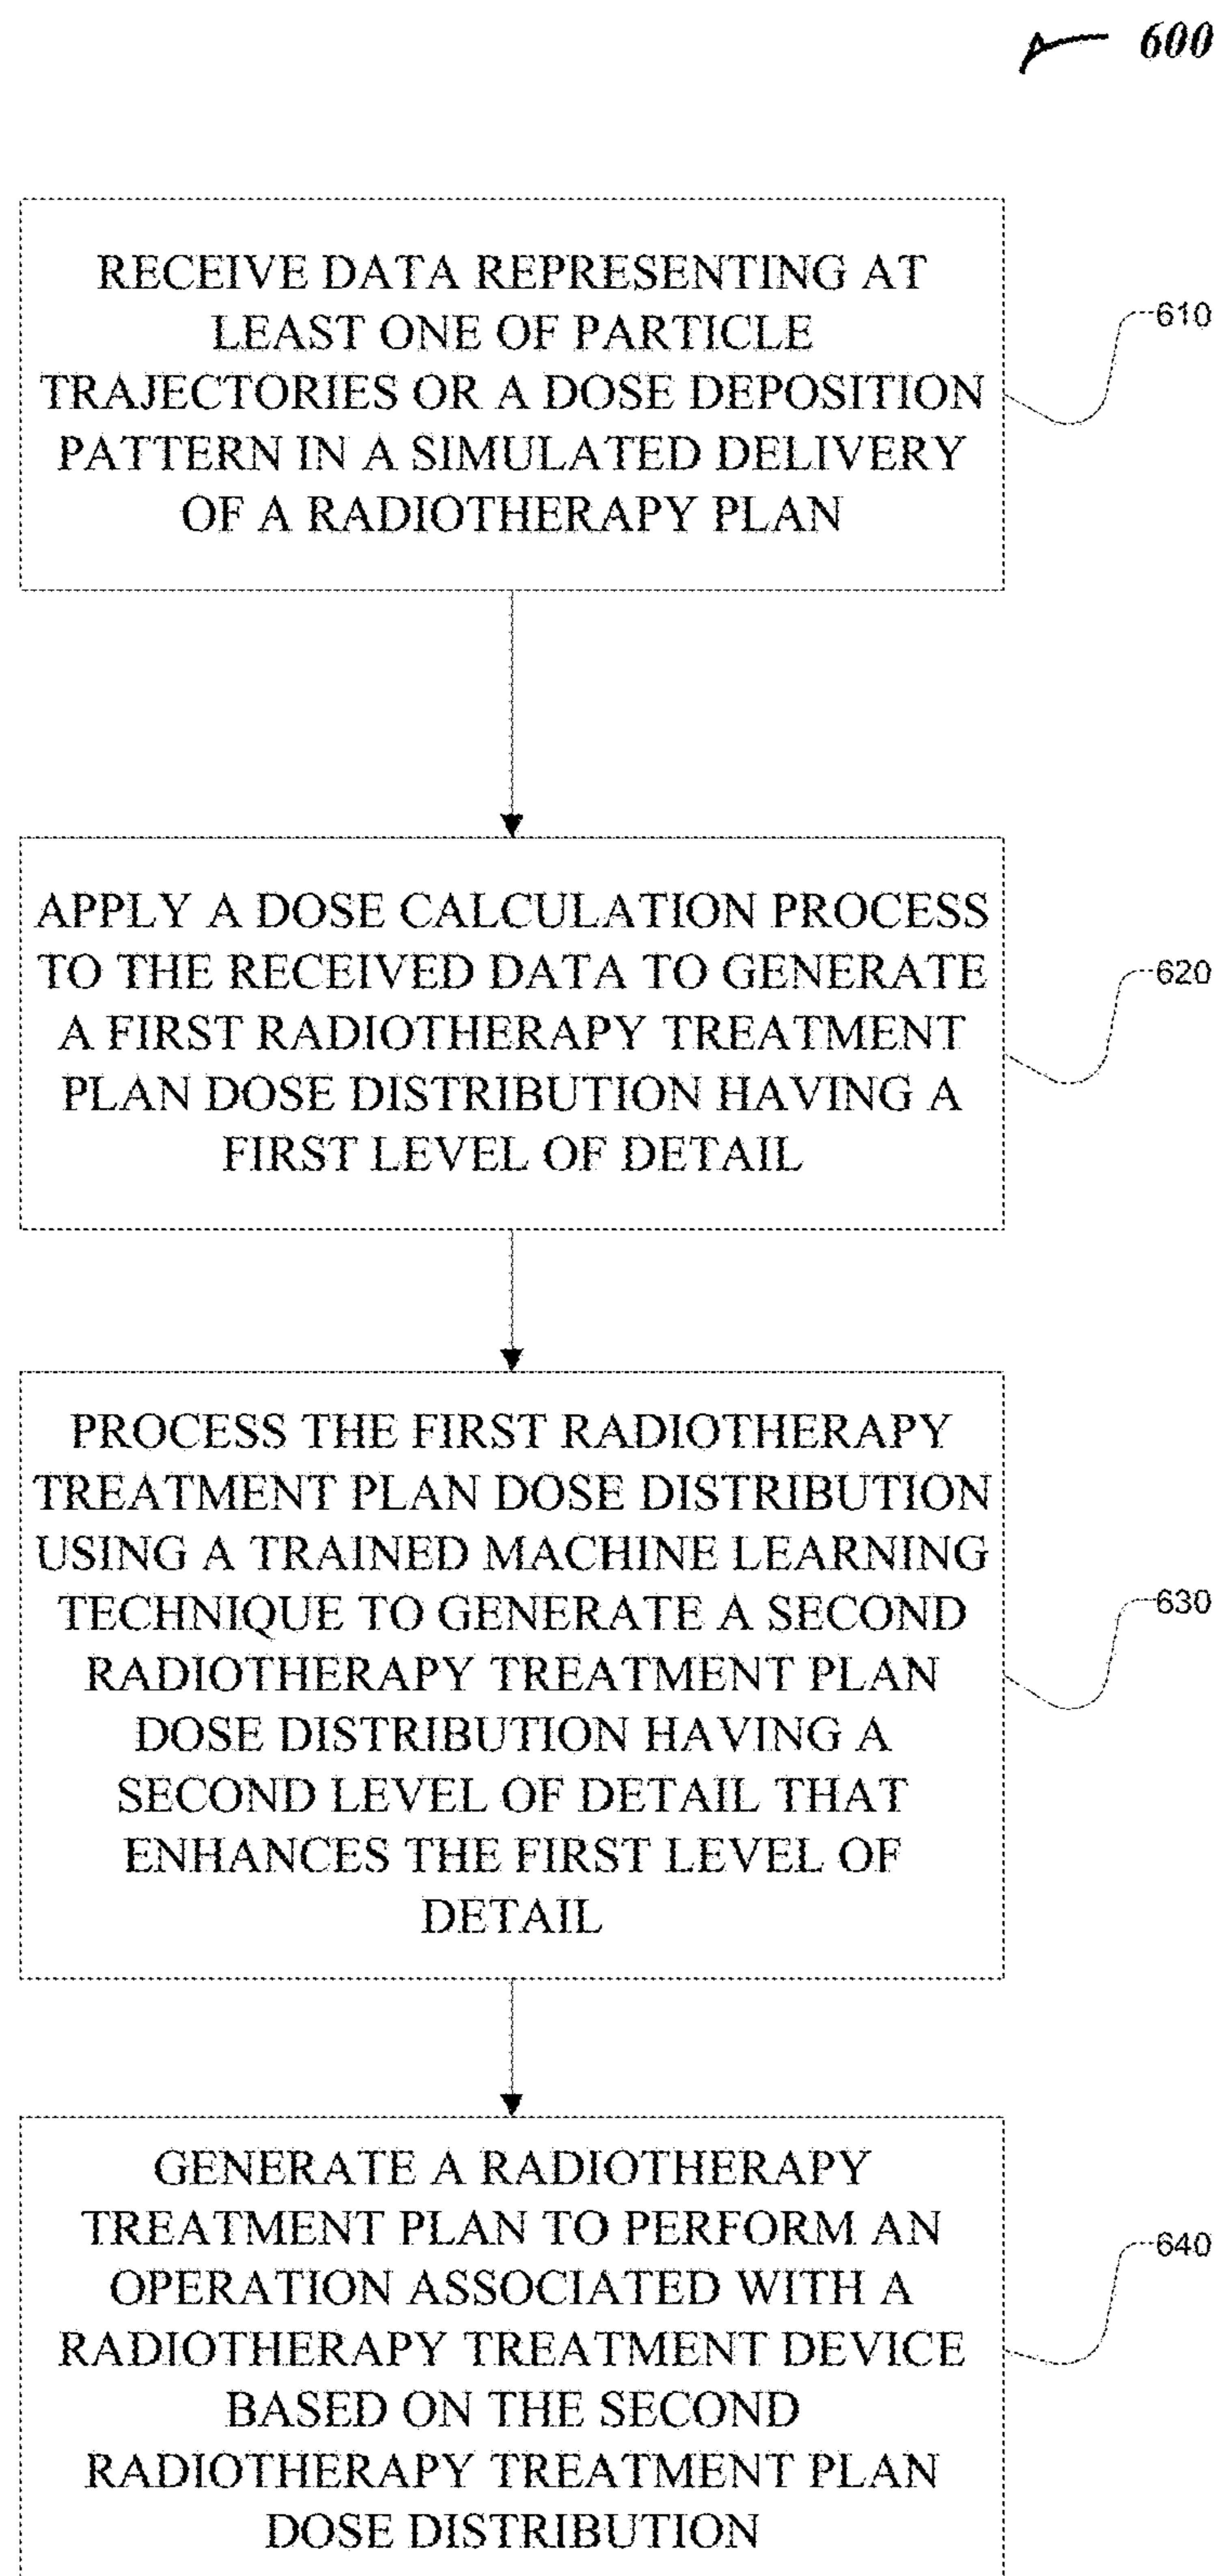 600
RECEIVE DATA REPRESENTING AT
LEAST ONE OF PARTICLE
TRAJECTORIES OR A DOSE DEPOSITION
PATTERN IN A SIMULATED DELIVERY
OF A RADIOTHERAPY PLAN
610
APPLY A DOSE CALCULATION PROCESS
TO THE RECEIVED DATA TO GENERATE
A FIRST RADIOTHERAPY TREATMENT
PLAN DOSE DISTRIBUTION HAVING A
FIRST LEVEL OF DETAIL
620
PROCESS THE FIRST RADIOTHERAPY
TREATMENT PLAN DOSE DISTRIBUTION
USING A TRAINED MACHINE LEARNING
TECHNIQUE TO GENERATE A SECOND
RADIOTHERAPY TREATMENT PLAN
DOSE DISTRIBUTION HAVING A
SECOND LEVEL OF DETAIL THAT
ENHANCES THE FIRST LEVEL OF
DETAIL
630
GENERATE A RADIOTHERAPY
TREATMENT PLAN TO PERFORM AN
OPERATION ASSOCIATED WITH A
RADIOTHERAPY TREATMENT DEVICE
BASED ON THE SECOND
RADIOTHERAPY TREATMENT PLAN
DOSE DISTRIBUTION
640